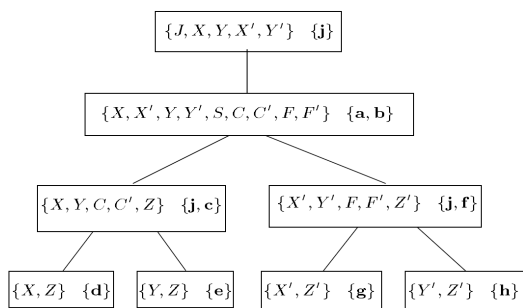 {J, X, Y, X′, Y′} {j}
{X, X′, Y, Y′, S, C, C′, F, F′} {a, b}
{X, Y, C, C′, Z} {j, c} {X′, Y′, F, F′, Z′} {j, f}
{X, Z} {d} {Y, Z} {e} {X′, Z′} {g} {Y′, Z′} {h}